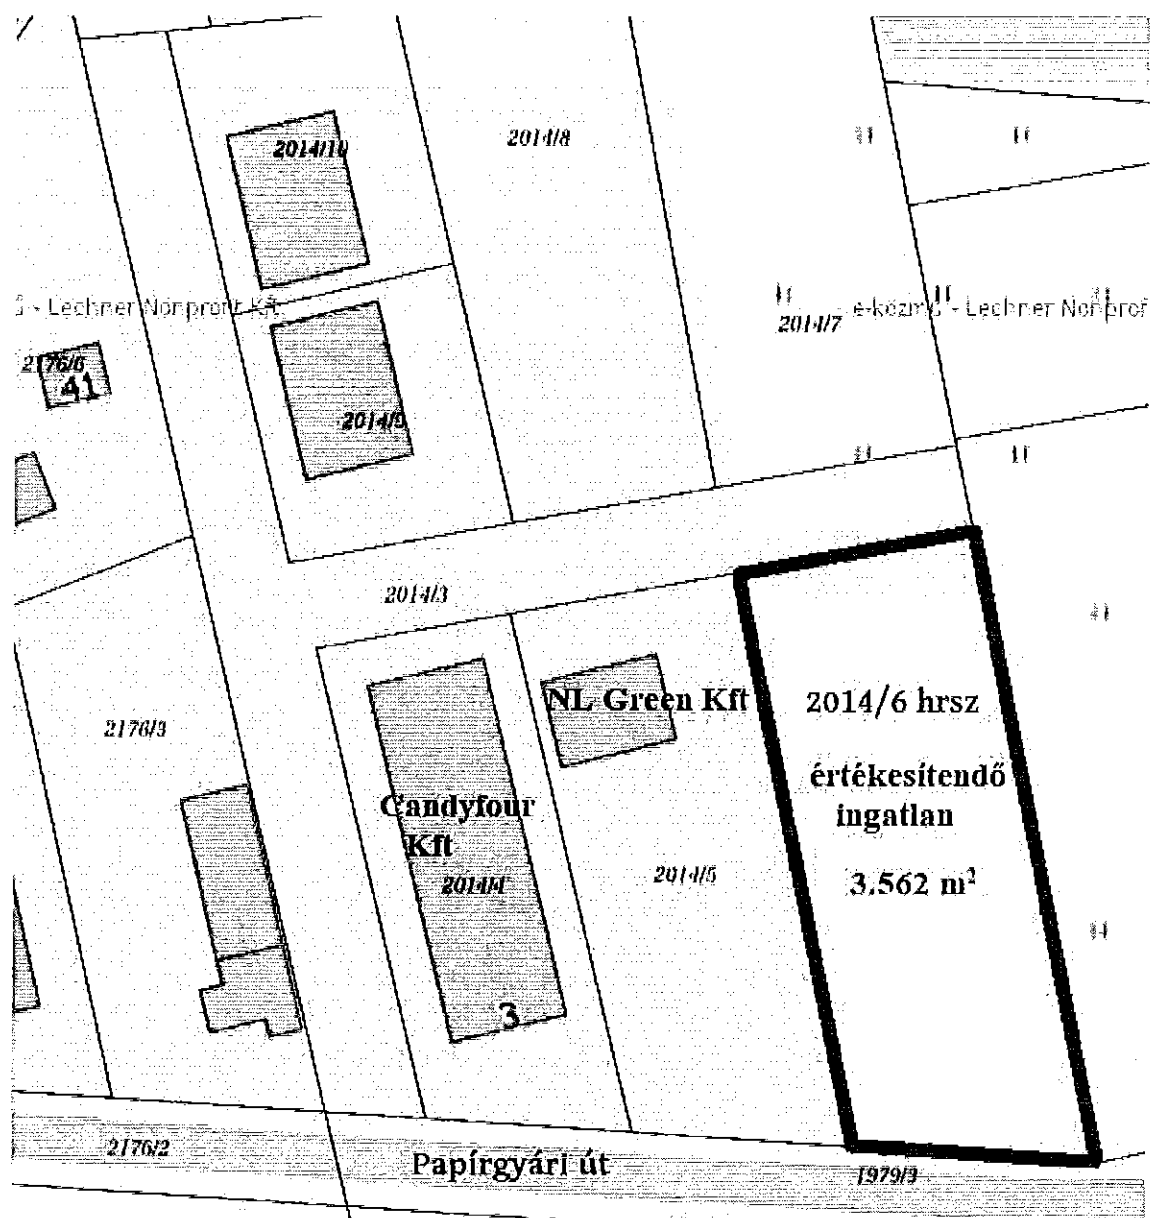 2014/10
2014/8
- Lechner Nonprofit Kft.
e-közmű - Lechner Nonprof
2014/7
2176/6
41
2014/9
2014/3
NL Green Kft
2014/6 hrsz
2176/3
értékesítendő
ingatlan
Candyfour
Kft
2014/4
2014/5
3.562 m²
3
2176/2
Papírgyári út
1979/3